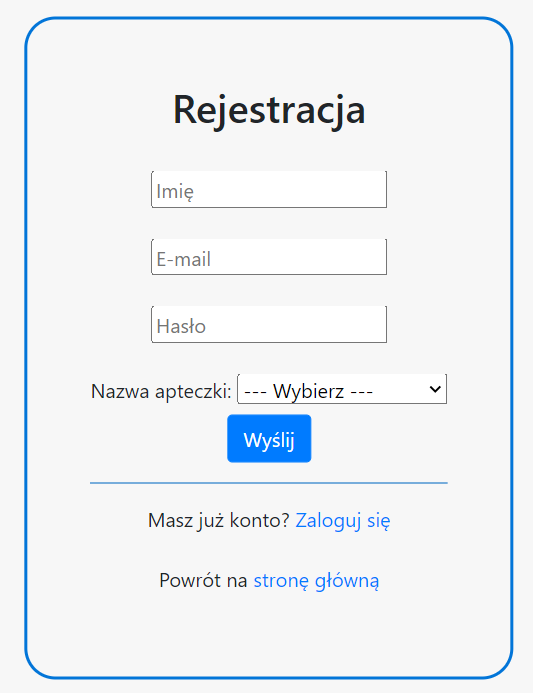 Rejestracja
Imię
E-mail
Hasło
Nazwa apteczki: --- Wybierz ---
Wyślij
Masz już konto? Zaloguj się
Powrót na stronę główną